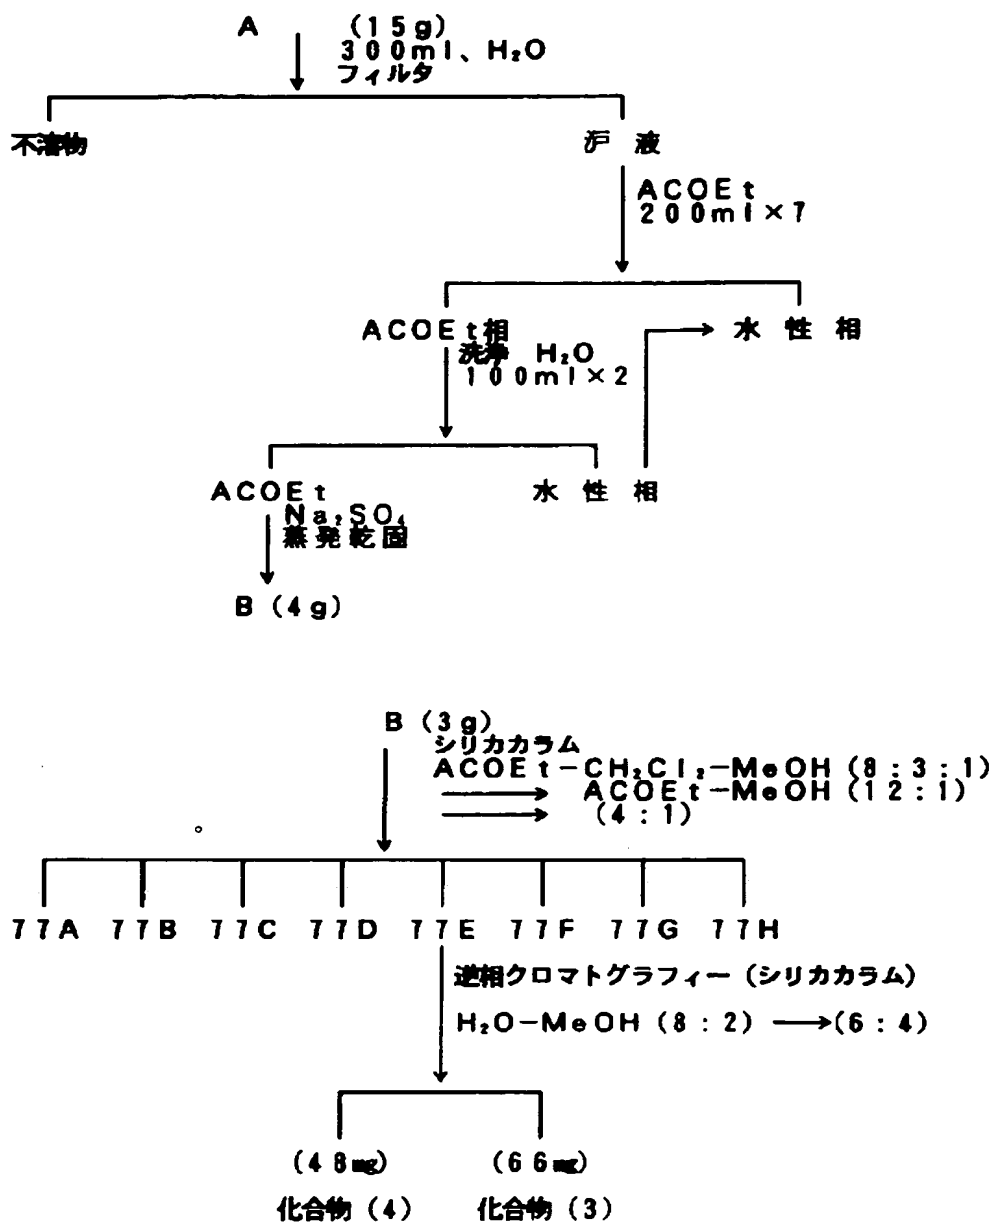 A (15g)
300ml、H₂O
フィルタ
不溶物 沪液
ACOEt
200ml×7
ACOEt相 水性相
洗浄 H₂O
100ml×2
ACOEt 水性相
Na₂SO₄
蒸発乾固
B(4g)
B(3g)
シリカカラム
ACOEt-CH₂Cl₂-MeOH(8:3:1)
ACOEt-MeOH(12:1)
(4:1)
77A 77B 77C 77D 77E 77F 77G 77H
逆相クロマトグラフィー(シリカカラム)
H₂O-MeOH(8:2)→(6:4)
(48mg) (66mg)
化合物(4) 化合物(3)